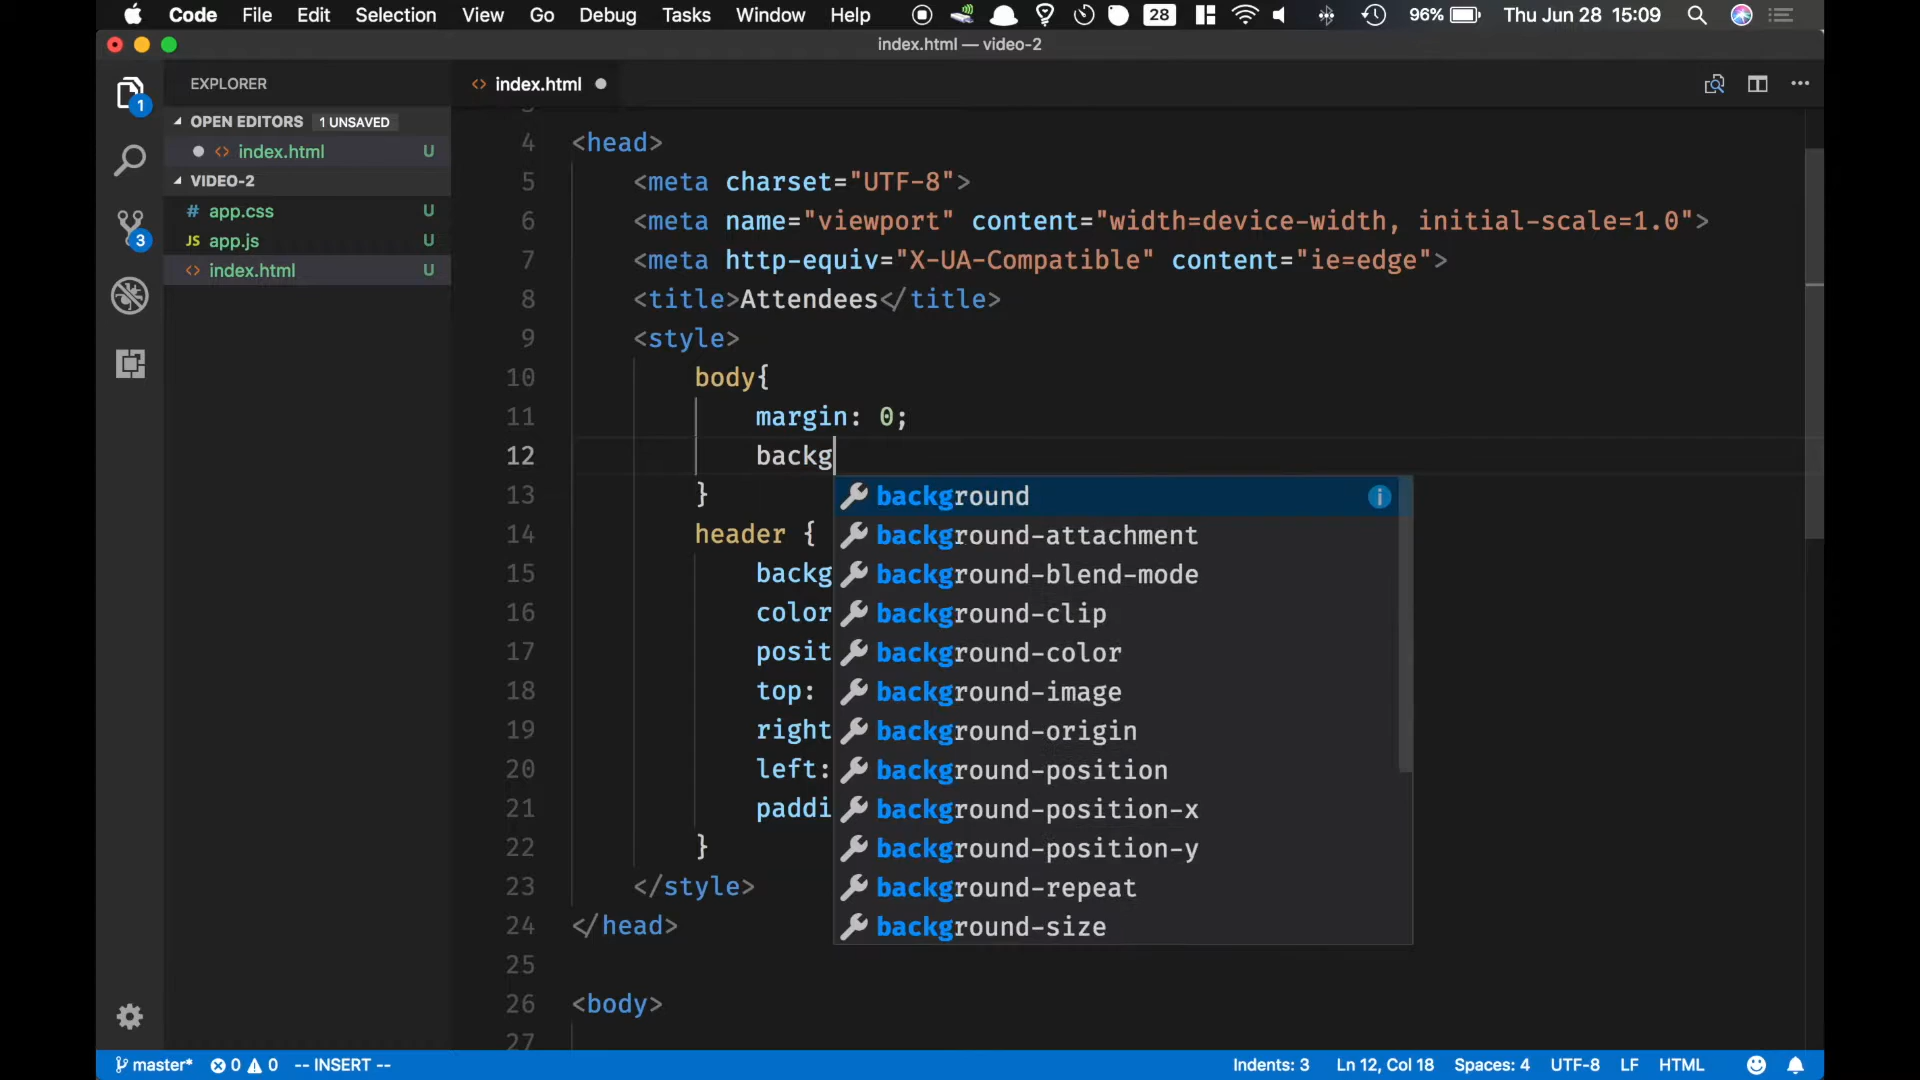 Code File Edit Selection View Go Debug Tasks Window Help 28 96% Thu Jun 28 15:09
index.html — video-2
EXPLORER
OPEN EDITORS 1 UNSAVED
index.html U
VIDEO-2
# app.css U
JS app.js U
<> index.html U
1
3
<> index.html
4 <head>
5 <meta charset="UTF-8">
6 <meta name="viewport" content="width=device-width, initial-scale=1.0">
7 <meta http-equiv="X-UA-Compatible" content="ie=edge">
8 <title>Attendees</title>
9 <style>
10 body{
11 margin: 0;
12 backg
13 }
14 header {
15 backg
16 color
17 posit
18 top:
19 right
20 left:
21 paddi
22 }
23 </style>
24 </head>
25
26 <body>
27
background
background-attachment
background-blend-mode
background-clip
background-color
background-image
background-origin
background-position
background-position-x
background-position-y
background-repeat
background-size
master* 0 0 -- INSERT -- Indents: 3 Ln 12, Col 18 Spaces: 4 UTF-8 LF HTML